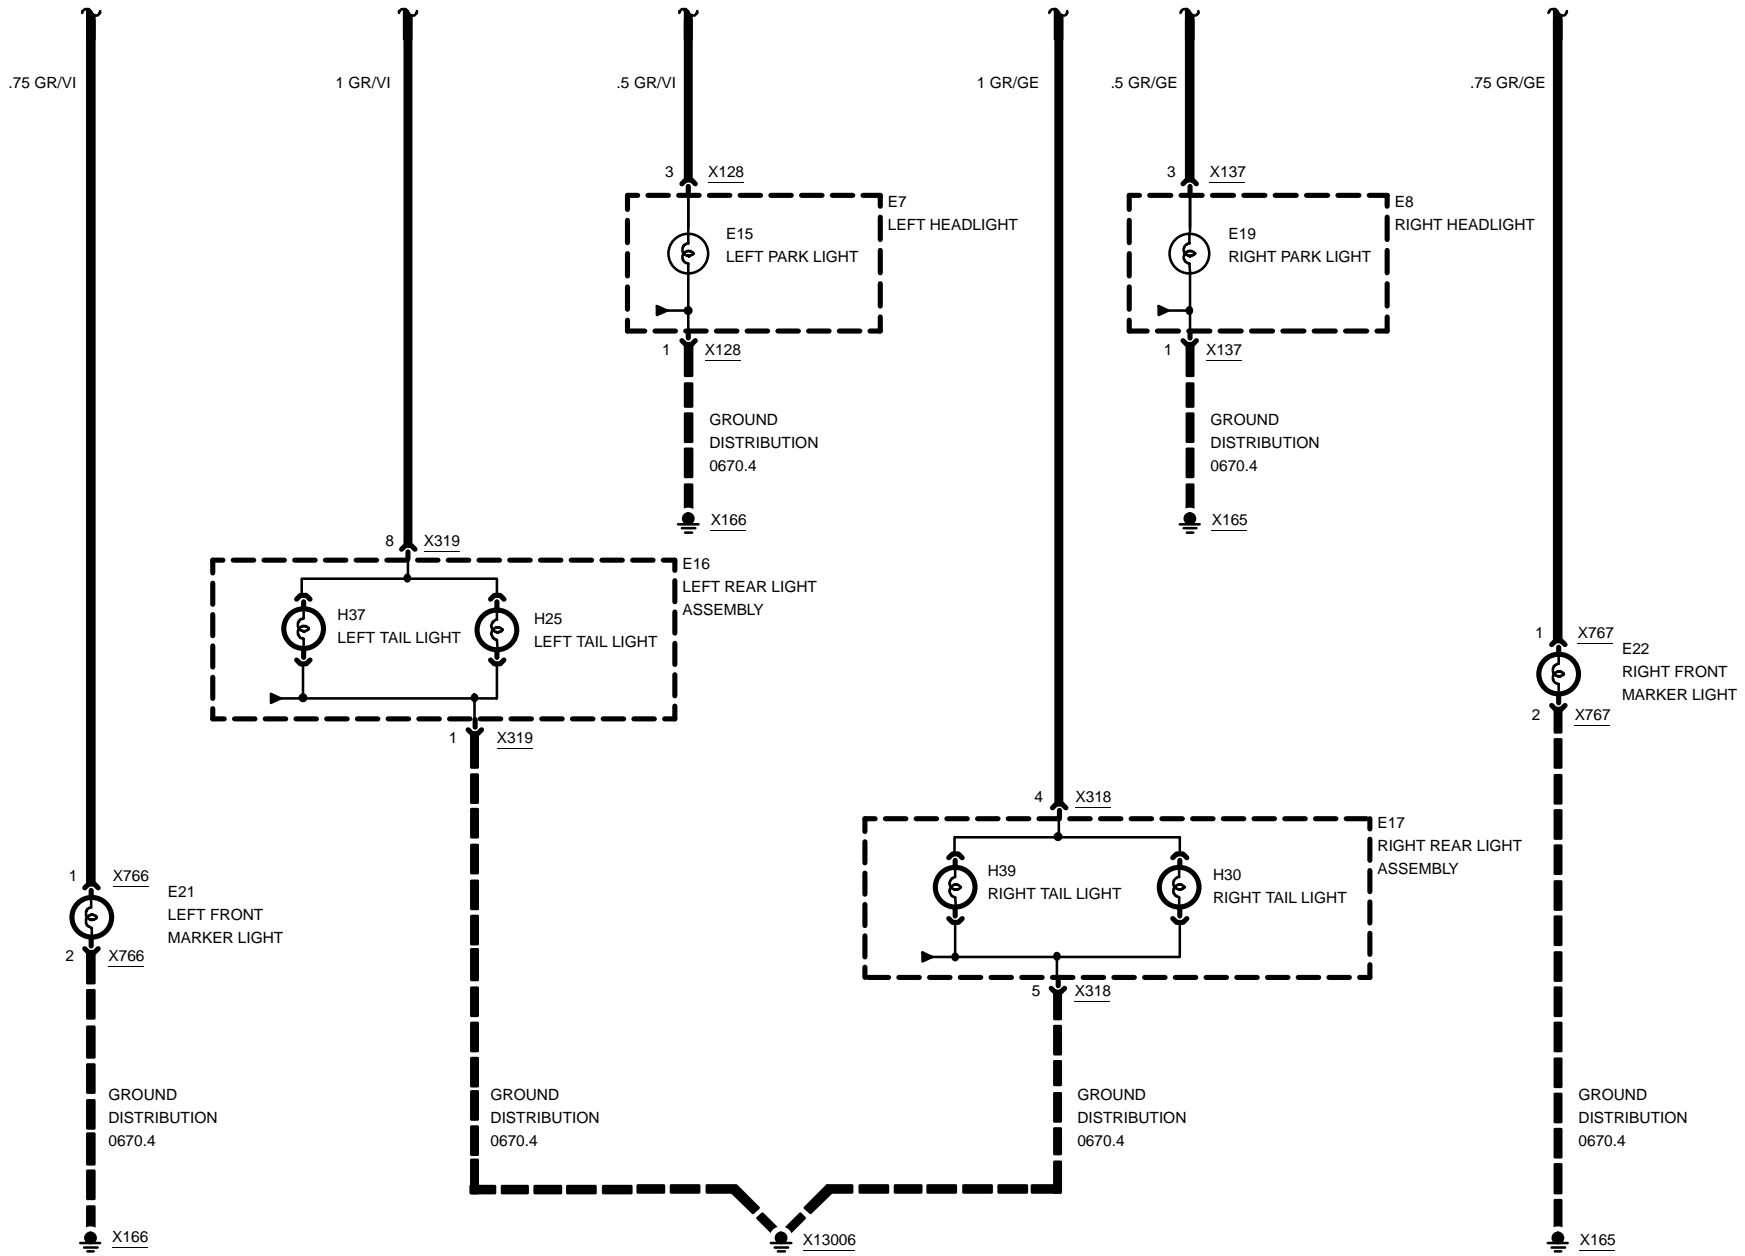 .75 GR/VI
1 GR/VI
.5 GR/VI
1 GR/GE
.5 GR/GE
.75 GR/GE
3 X128
E7
LEFT HEADLIGHT
E15
LEFT PARK LIGHT
1 X128
GROUND
DISTRIBUTION
0670.4
X166
3 X137
E8
RIGHT HEADLIGHT
E19
RIGHT PARK LIGHT
1 X137
GROUND
DISTRIBUTION
0670.4
X165
8 X319
E16
LEFT REAR LIGHT
ASSEMBLY
H37
LEFT TAIL LIGHT
H25
LEFT TAIL LIGHT
1 X319
1 X767
E22
RIGHT FRONT
MARKER LIGHT
2 X767
4 X318
E17
RIGHT REAR LIGHT
ASSEMBLY
H39
RIGHT TAIL LIGHT
H30
RIGHT TAIL LIGHT
5 X318
1 X766
E21
LEFT FRONT
MARKER LIGHT
2 X766
GROUND
DISTRIBUTION
0670.4
GROUND
DISTRIBUTION
0670.4
GROUND
DISTRIBUTION
0670.4
GROUND
DISTRIBUTION
0670.4
X166
X13006
X165